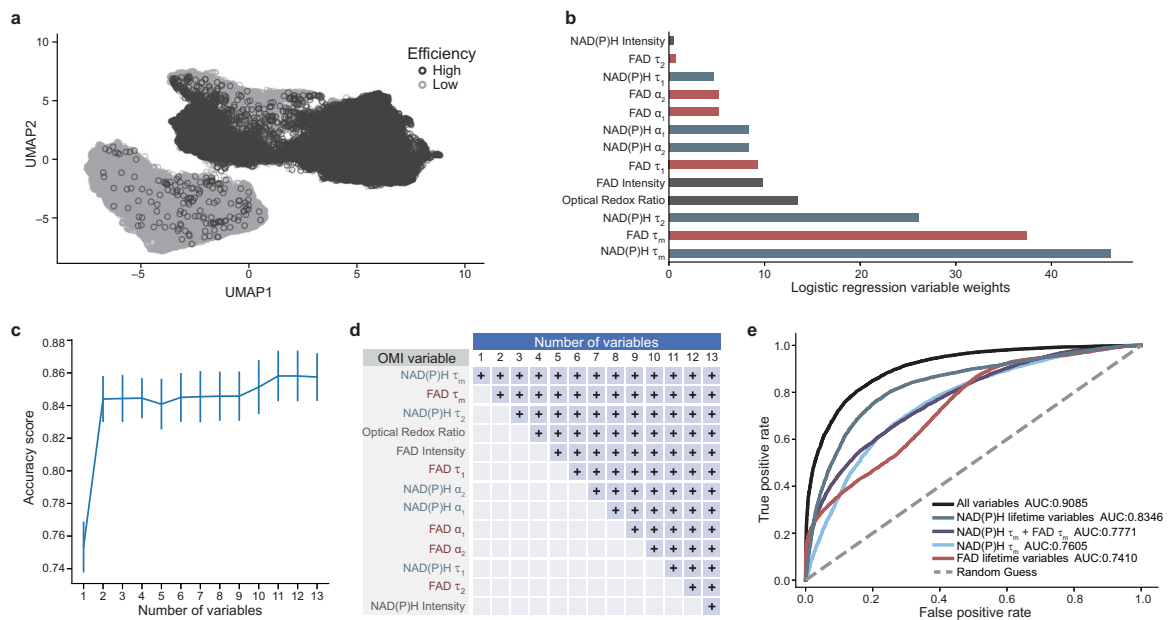 a
10
5
0
−5
−5
0
5
10
UMAP2
UMAP1
Efficiency
High
Low
b
NAD(P)H Intensity
FAD τ2
NAD(P)H τ1
FAD α2
FAD α1
NAD(P)H α1
NAD(P)H α2
FAD τ1
FAD Intensity
Optical Redox Ratio
NAD(P)H τ2
FAD τm
NAD(P)H τm
0 10 20 30 40
Logistic regression variable weights
c
0.88
0.86
0.84
0.82
0.80
0.78
0.76
0.74
Accuracy score
1 2 3 4 5 6 7 8 9 10 11 12 13
Number of variables
d
Number of variables
OMI variable 1 2 3 4 5 6 7 8 9 10 11 12 13
NAD(P)H τm + + + + + + + + + + + + +
FAD τm + + + + + + + + + + + +
NAD(P)H τ2 + + + + + + + + + + +
Optical Redox Ratio + + + + + + + + + +
FAD Intensity + + + + + + + + +
FAD τ1 + + + + + + + +
NAD(P)H α2 + + + + + + +
NAD(P)H α1 + + + + + +
FAD α1 + + + + +
FAD α2 + + + +
NAD(P)H τ1 + + +
FAD τ2 + +
NAD(P)H Intensity +
e
1.0
0.8
0.6
0.4
0.2
0.0
True positive rate
All variables AUC:0.9085
NAD(P)H lifetime variables AUC:0.8346
NAD(P)H τm + FAD τm AUC:0.7771
NAD(P)H τm AUC:0.7605
FAD lifetime variables AUC:0.7410
Random Guess
0.0 0.2 0.4 0.6 0.8 1.0
False positive rate